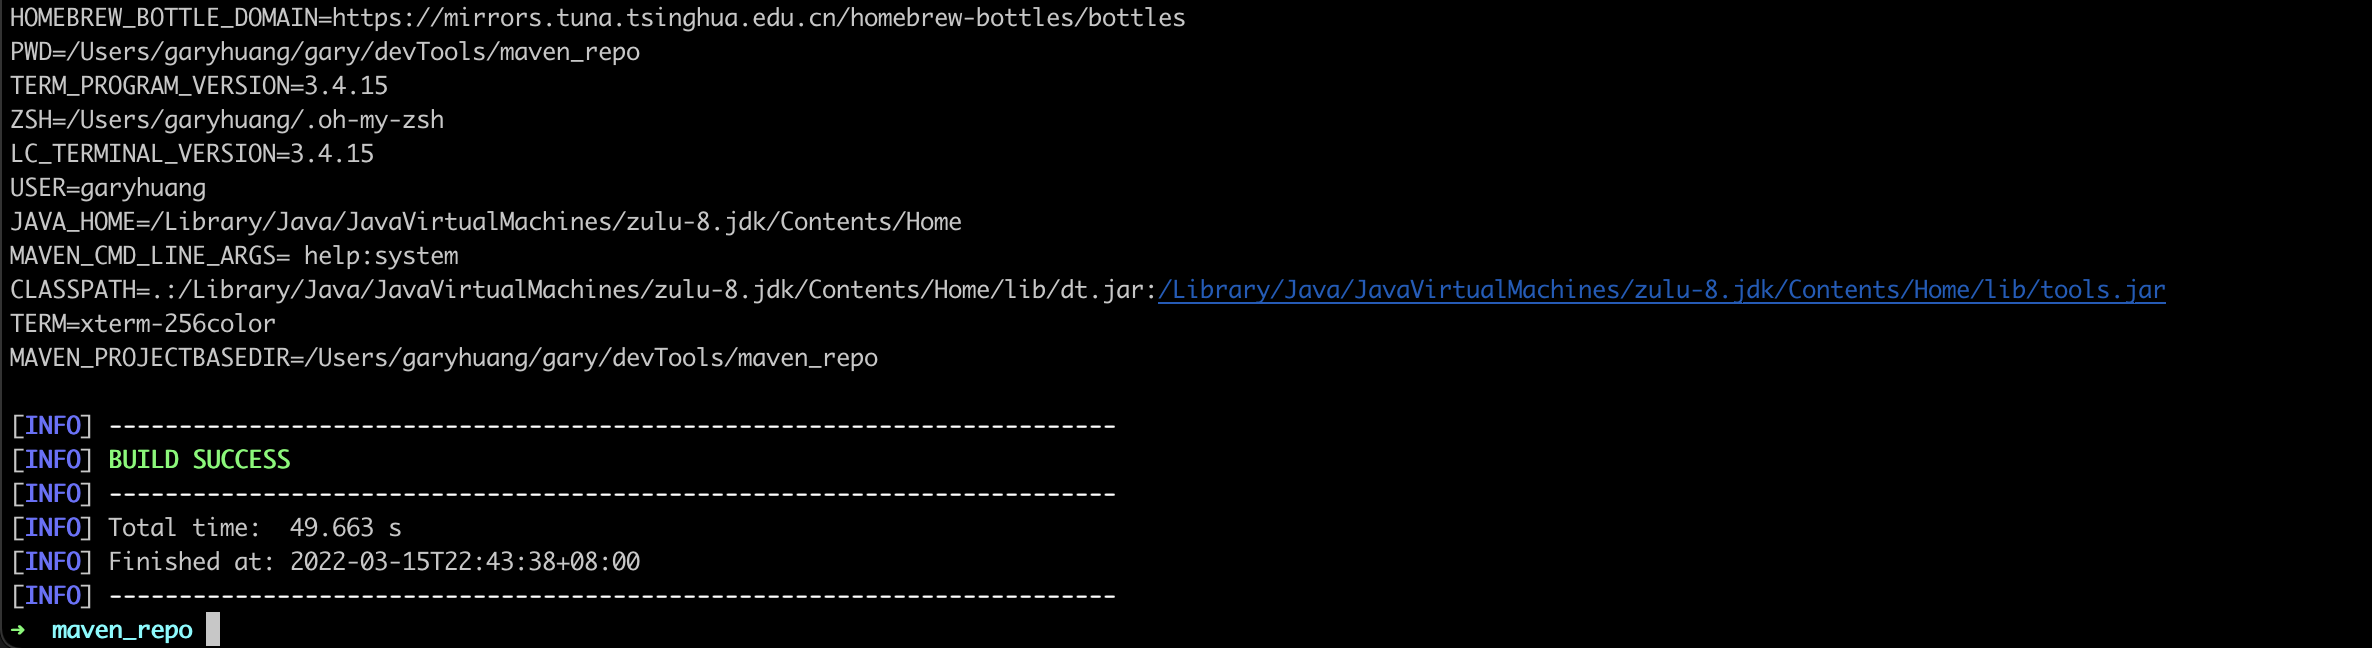 HOMEBREW_BOTTLE_DOMAIN=https://mirrors.tuna.tsinghua.edu.cn/homebrew-bottles/bottles
PWD=/Users/garyhuang/gary/devTools/maven_repo
TERM_PROGRAM_VERSION=3.4.15
ZSH=/Users/garyhuang/.oh-my-zsh
LC_TERMINAL_VERSION=3.4.15
USER=garyhuang
JAVA_HOME=/Library/Java/JavaVirtualMachines/zulu-8.jdk/Contents/Home
MAVEN_CMD_LINE_ARGS= help:system
CLASSPATH=.:/Library/Java/JavaVirtualMachines/zulu-8.jdk/Contents/Home/lib/dt.jar:/Library/Java/JavaVirtualMachines/zulu-8.jdk/Contents/Home/lib/tools.jar
TERM=xterm-256color
MAVEN_PROJECTBASEDIR=/Users/garyhuang/gary/devTools/maven_repo
[INFO] ------------------------------------------------------------------------
[INFO] BUILD SUCCESS
[INFO] ------------------------------------------------------------------------
[INFO] Total time:  49.663 s
[INFO] Finished at: 2022-03-15T22:43:38+08:00
[INFO] ------------------------------------------------------------------------
➜  maven_repo